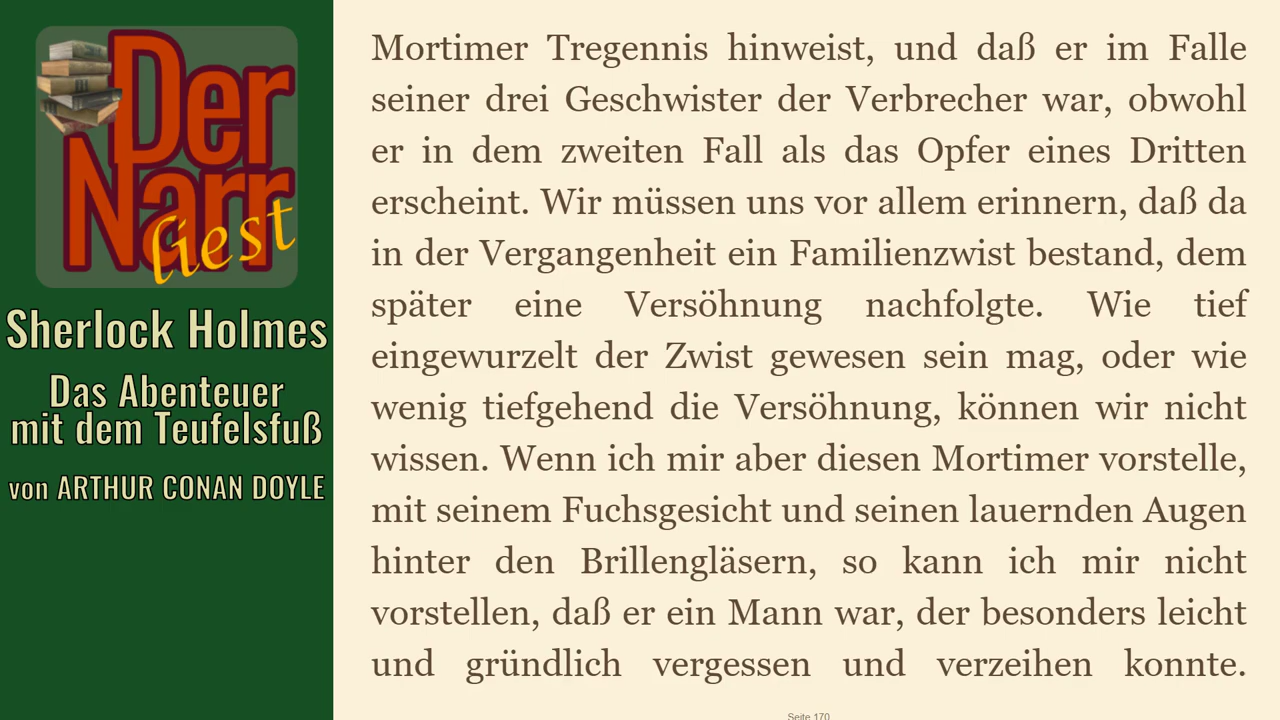 Der
Narr
liest
Sherlock Holmes
Das Abenteuer
mit dem Teufelsfuß
von ARTHUR CONAN DOYLE
Mortimer Tregennis hinweist, und daß er im Falle
seiner drei Geschwister der Verbrecher war, obwohl
er in dem zweiten Fall als das Opfer eines Dritten
erscheint. Wir müssen uns vor allem erinnern, daß da
in der Vergangenheit ein Familienzwist bestand, dem
später eine Versöhnung nachfolgte. Wie tief
eingewurzelt der Zwist gewesen sein mag, oder wie
wenig tiefgehend die Versöhnung, können wir nicht
wissen. Wenn ich mir aber diesen Mortimer vorstelle,
mit seinem Fuchsgesicht und seinen lauernden Augen
hinter den Brillengläsern, so kann ich mir nicht
vorstellen, daß er ein Mann war, der besonders leicht
und gründlich vergessen und verzeihen konnte.
Seite 170